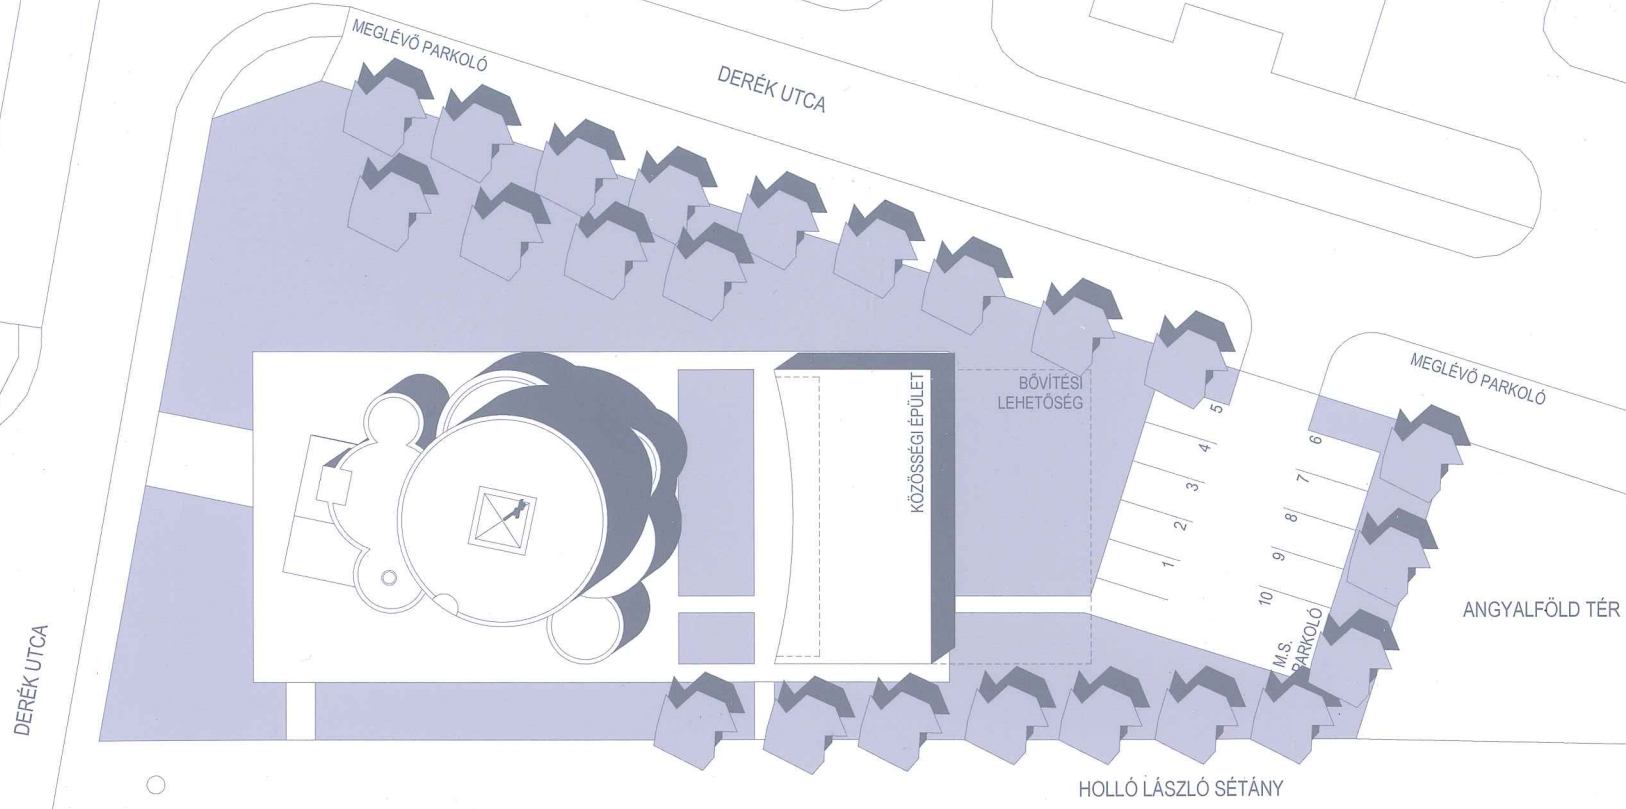 MEGLÉVŐ PARKOLÓ
DERÉK UTCA
MEGLÉVŐ PARKOLÓ
BŐVÍTÉSI
LEHETŐSÉG
KÖZÖSSÉGI ÉPÜLET
5
4
3
2
1
6
7
8
9
10
M.S.
PARKOLÓ
ANGYALFÖLD TÉR
DERÉK UTCA
HOLLÓ LÁSZLÓ SÉTÁNY